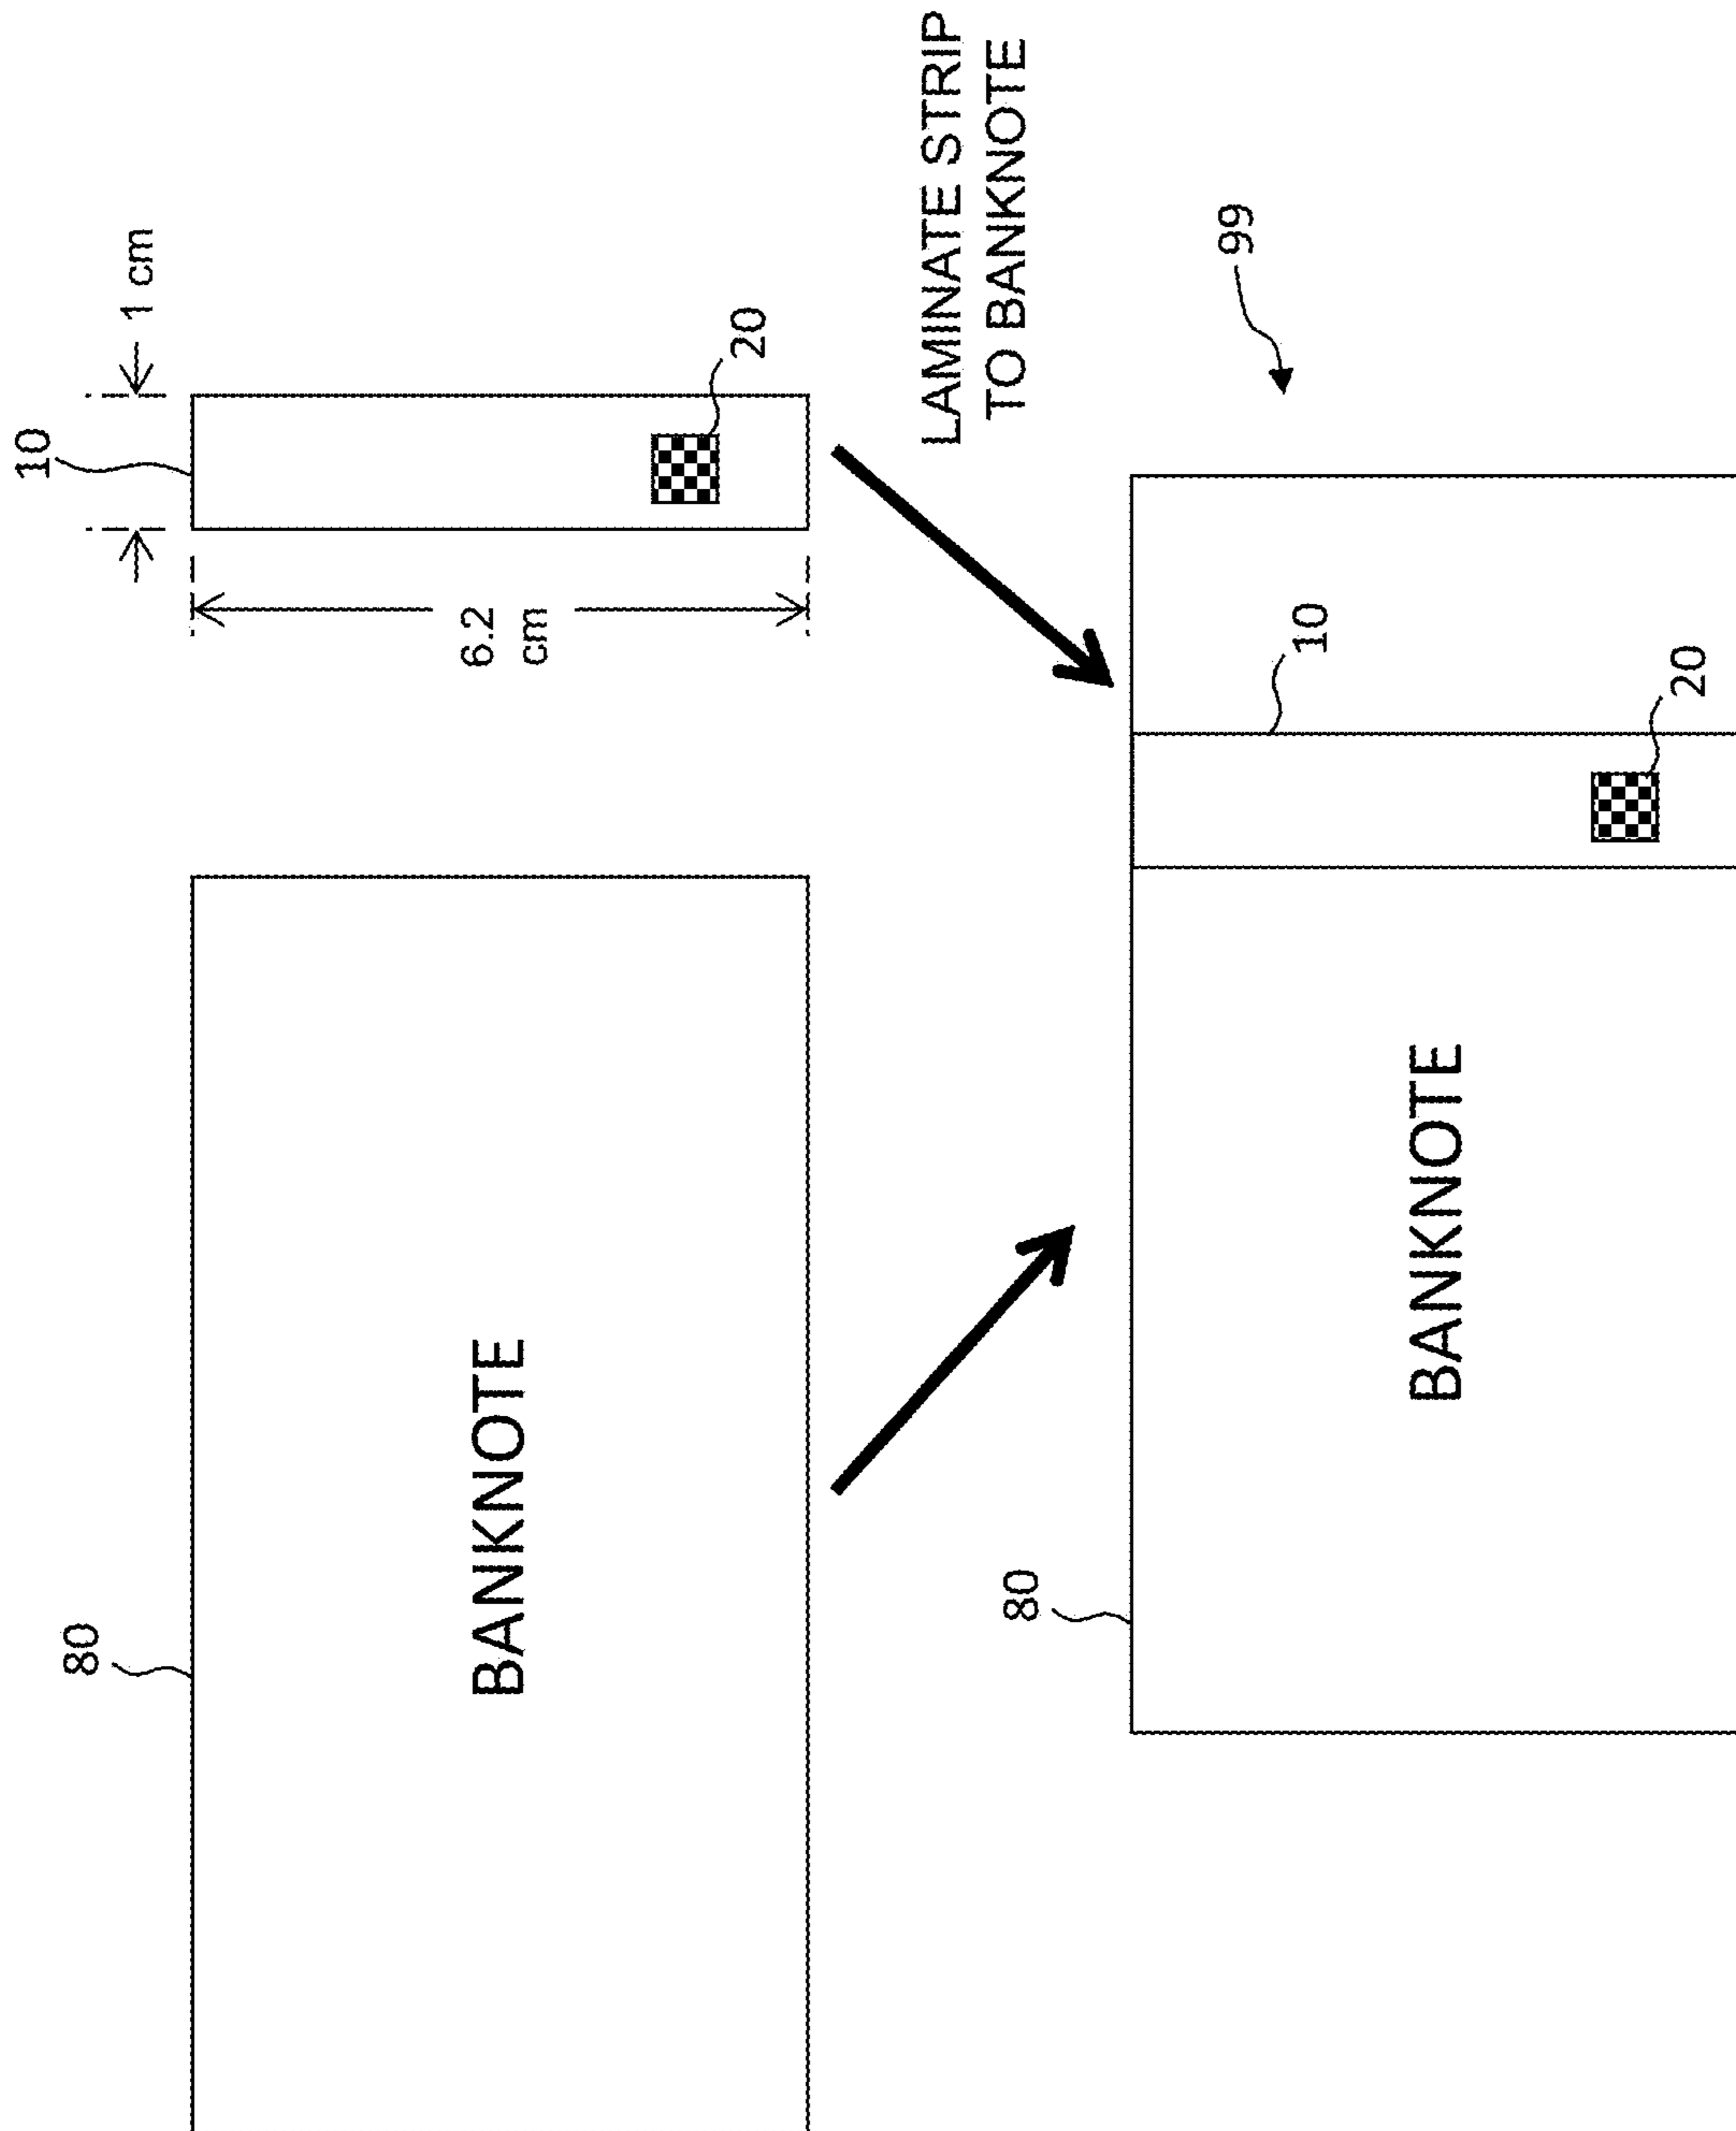 10
80
1 cm
BANKNOTE
6.2
cm
20
LAMINATE STRIP
TO BANKNOTE
80
99
10
BANKNOTE
20